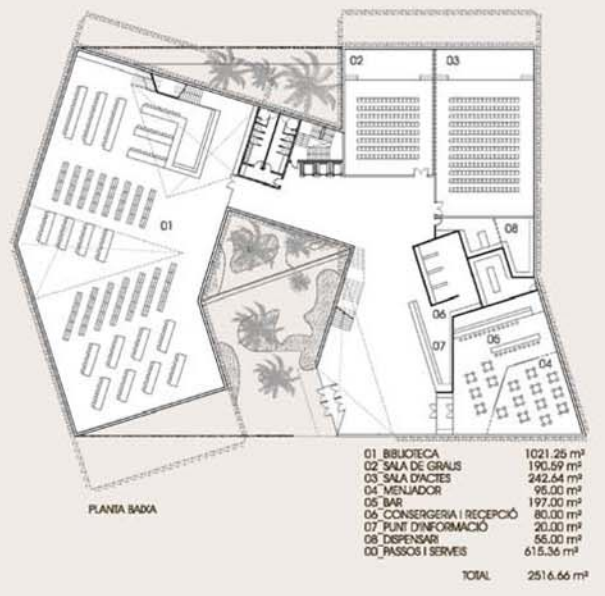 02
03
01
08
06
05
07
04
PLANTA BAIXA
01_BIBLIOTECA 1021.25 m²
02_SALA DE GRAUS 190.59 m²
03_SALA D'ACTES 242.64 m²
04_MENJADOR 95.00 m²
05_BAR 197.00 m²
06_CONSERGERIA I RECEPCIÓ 80.00 m²
07_PUNT D'INFORMACIÓ 20.00 m²
08_DISPENSARI 55.00 m²
00_PASSOS I SERVEIS 615.36 m²
TOTAL 2516.66 m²